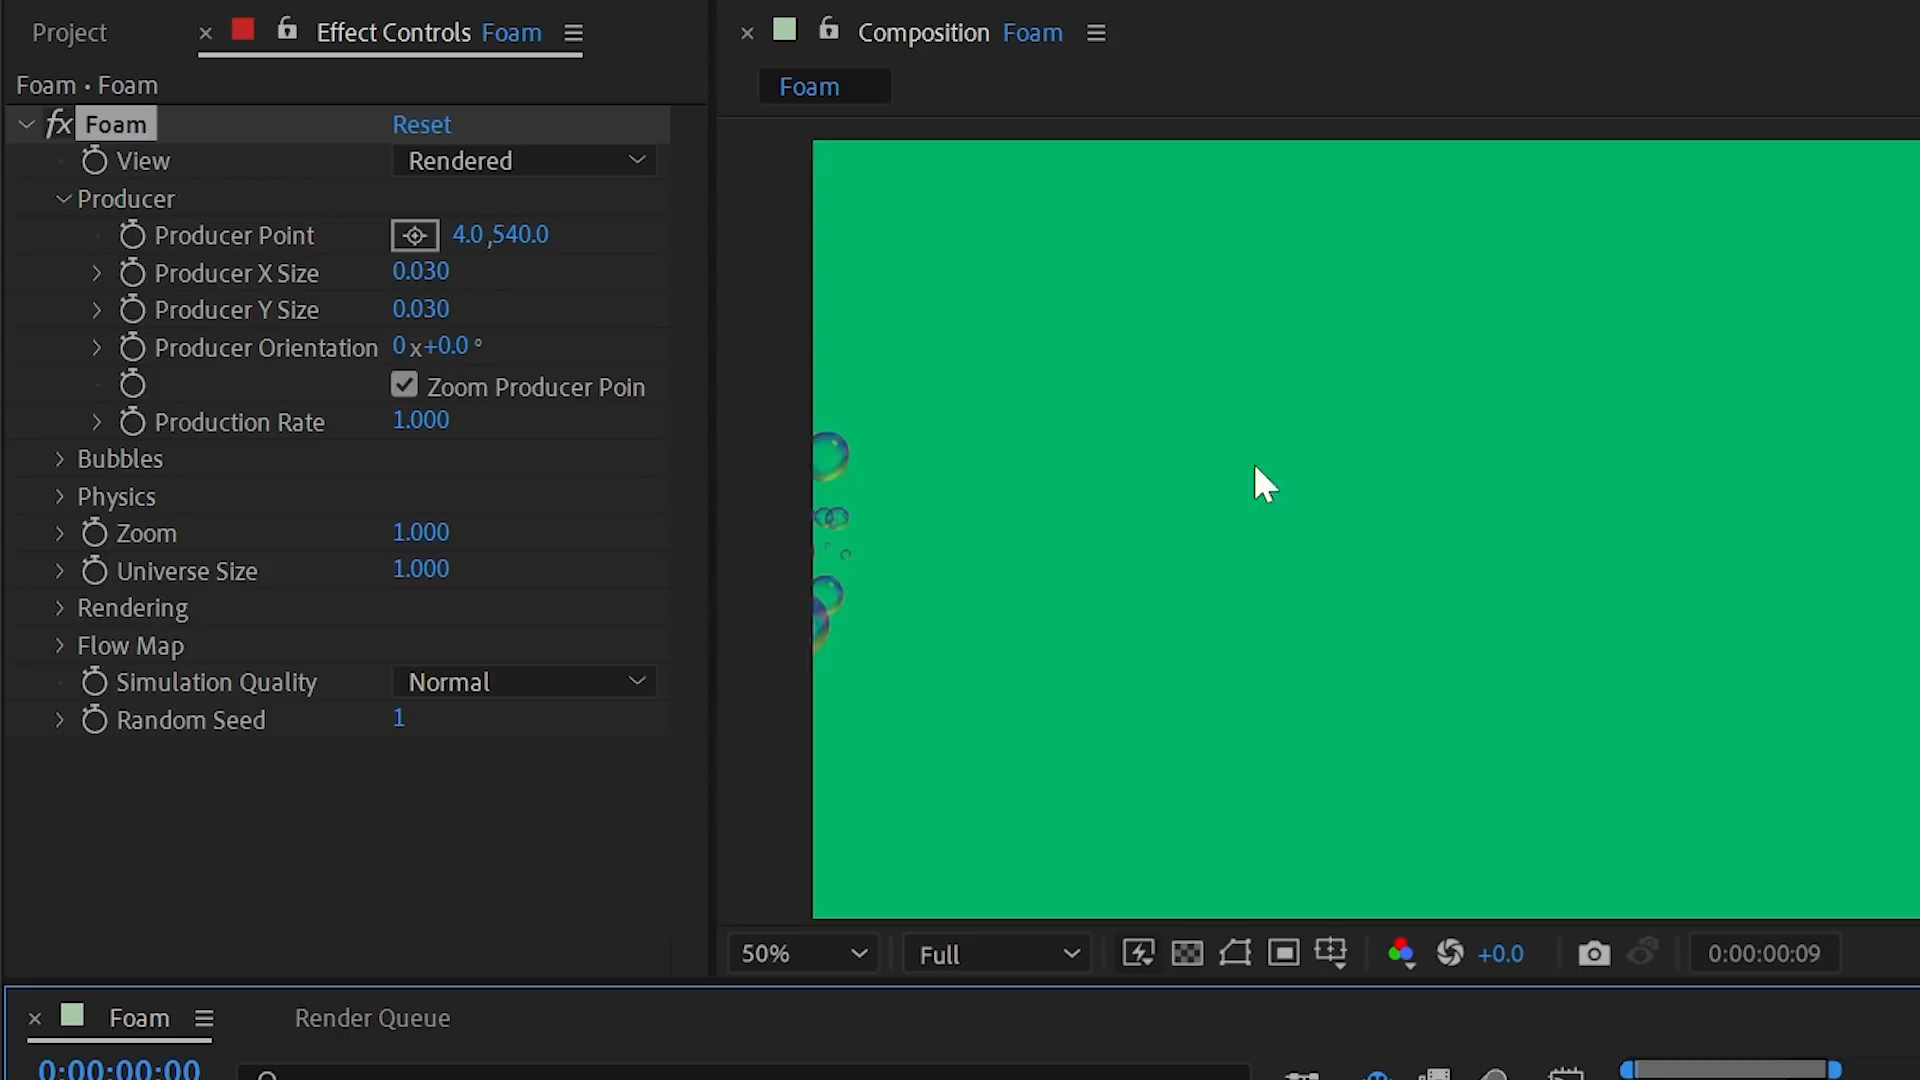 Project
Effect Controls Foam
Foam • Foam
fx Foam Reset
View Rendered
Producer
Producer Point 4.0,540.0
Producer X Size 0.030
Producer Y Size 0.030
Producer Orientation 0x+0.0°
Zoom Producer Poin
Production Rate 1.000
Bubbles
Physics
Zoom 1.000
Universe Size 1.000
Rendering
Flow Map
Simulation Quality Normal
Random Seed 1
Composition Foam
Foam
50% Full +0.0 0:00:00:09
Foam Render Queue
0:00:00:00